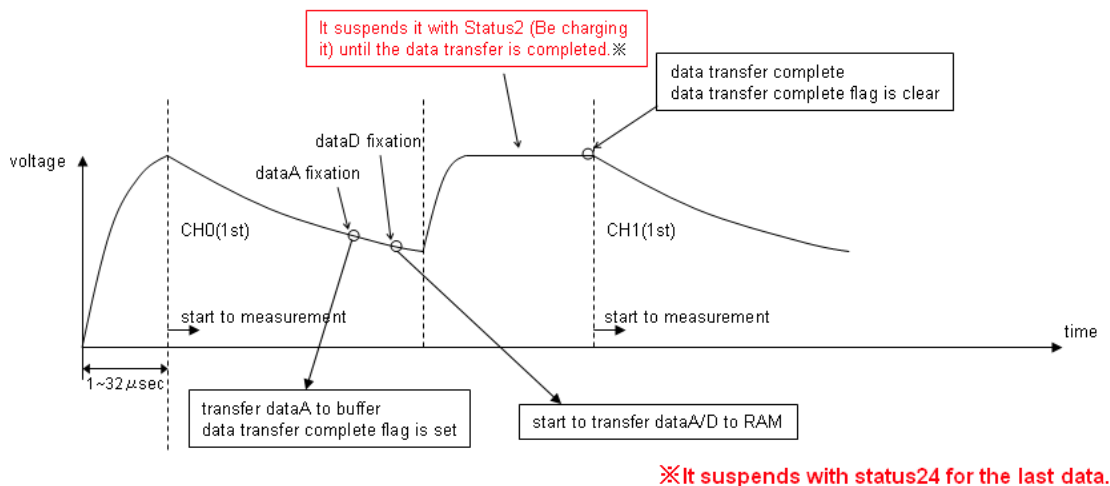 It suspends it with Status2 (Be charging
it) until the data transfer is completed.※
data transfer complete
data transfer complete flag is clear
dataD fixation
voltage
dataA fixation
CH0(1st)
CH1(1st)
start to measurement
start to measurement
time
1~32μsec
transfer dataA to buffer
data transfer complete flag is set
start to transfer dataA/D to RAM
※It suspends with status24 for the last data.